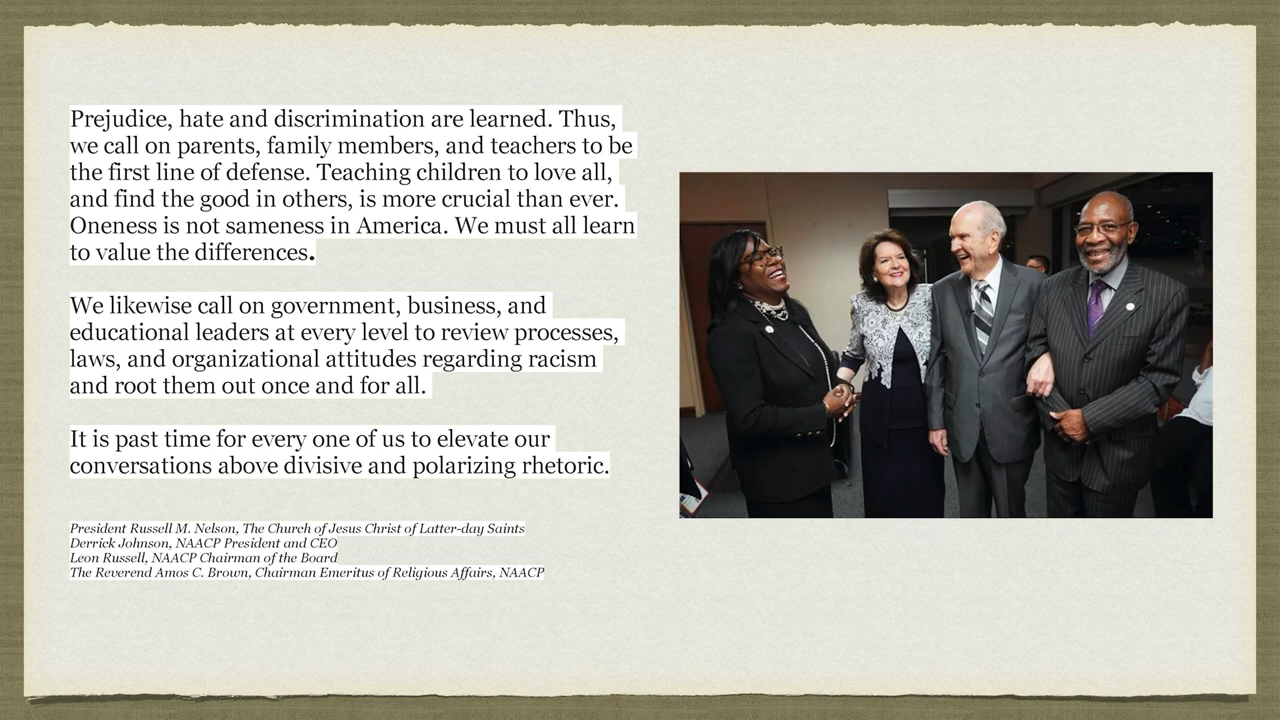 Prejudice, hate and discrimination are learned. Thus,
we call on parents, family members, and teachers to be
the first line of defense. Teaching children to love all,
and find the good in others, is more crucial than ever.
Oneness is not sameness in America. We must all learn
to value the differences.
We likewise call on government, business, and
educational leaders at every level to review processes,
laws, and organizational attitudes regarding racism
and root them out once and for all.
It is past time for every one of us to elevate our
conversations above divisive and polarizing rhetoric.
President Russell M. Nelson, The Church of Jesus Christ of Latter-day Saints
Derrick Johnson, NAACP President and CEO
Leon Russell, NAACP Chairman of the Board
The Reverend Amos C. Brown, Chairman Emeritus of Religious Affairs, NAACP